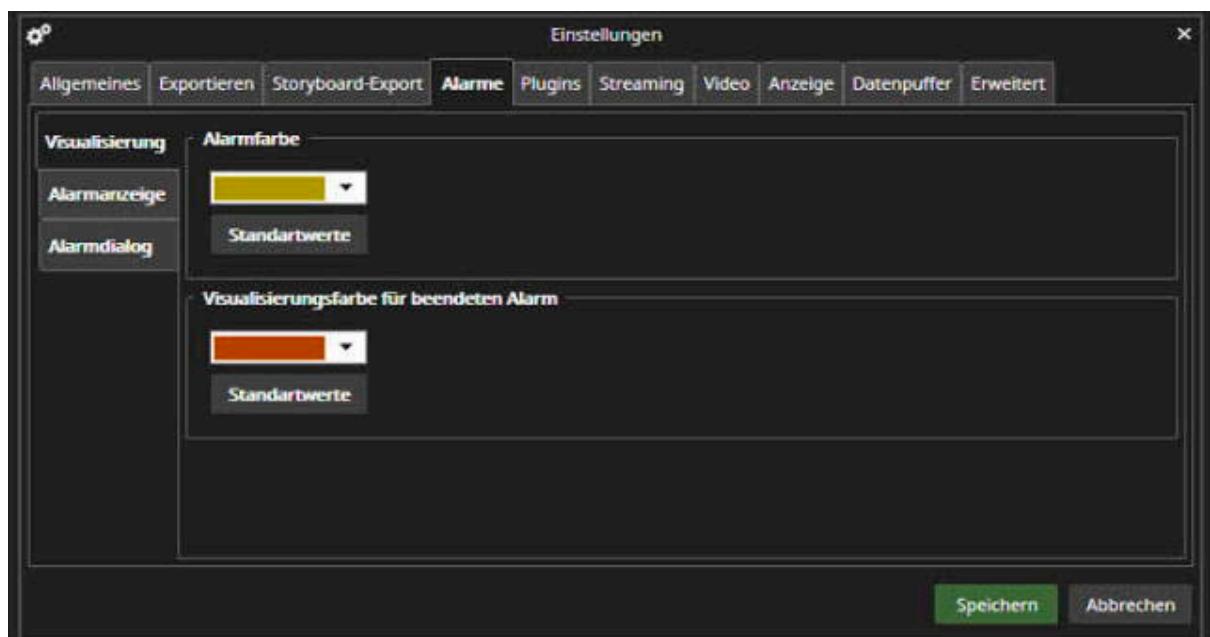 Einstellungen
Allgemeines Exportieren Storyboard-Export Alarme Plugins Streaming Video Anzeige Datenpuffer Erweitert
Visualisierung
Alarmanzeige
Alarmdialog
Alarmfarbe
Standartwerte
Visualisierungsfarbe für beendeten Alarm
Standartwerte
Speichern Abbrechen